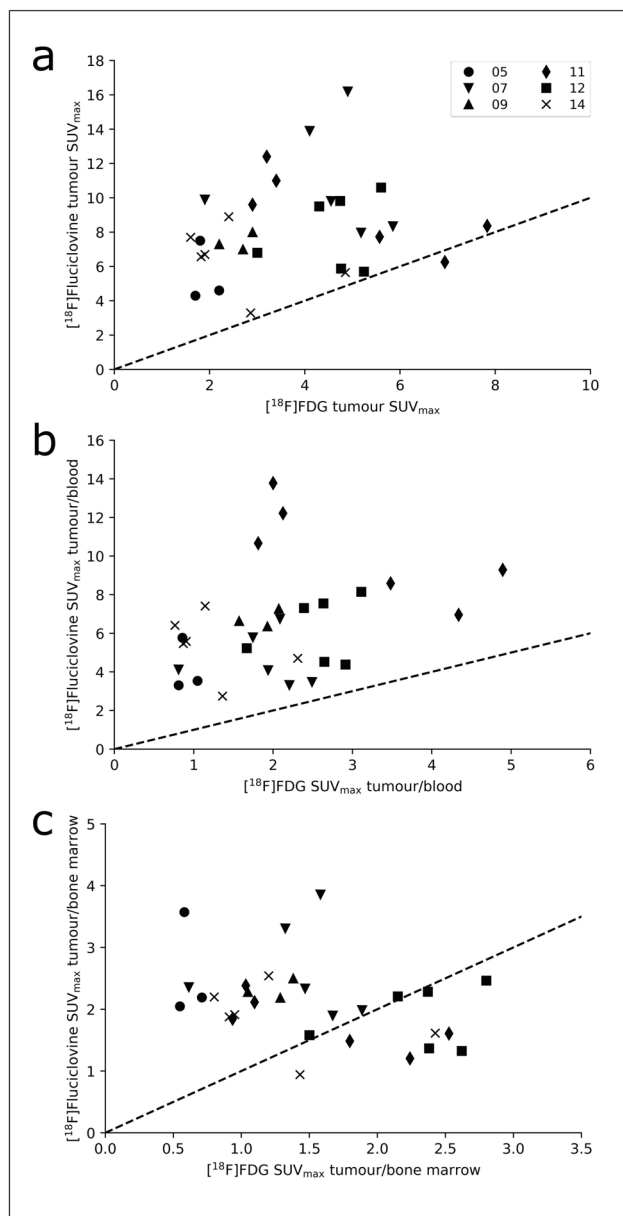 a
18
16
14
12
10
8
6
4
2
0
[¹⁸F]Fluciclovine tumour SUVmax
05 11
07 12
09 14
0 2 4 6 8 10
[¹⁸F]FDG tumour SUVmax
b
16
14
12
10
8
6
4
2
0
[¹⁸F]Fluciclovine SUVmax tumour/blood
0 1 2 3 4 5 6
[¹⁸F]FDG SUVmax tumour/blood
c
5
4
3
2
1
0
[¹⁸F]Fluciclovine SUVmax tumour/bone marrow
0.0 0.5 1.0 1.5 2.0 2.5 3.0 3.5
[¹⁸F]FDG SUVmax tumour/bone marrow